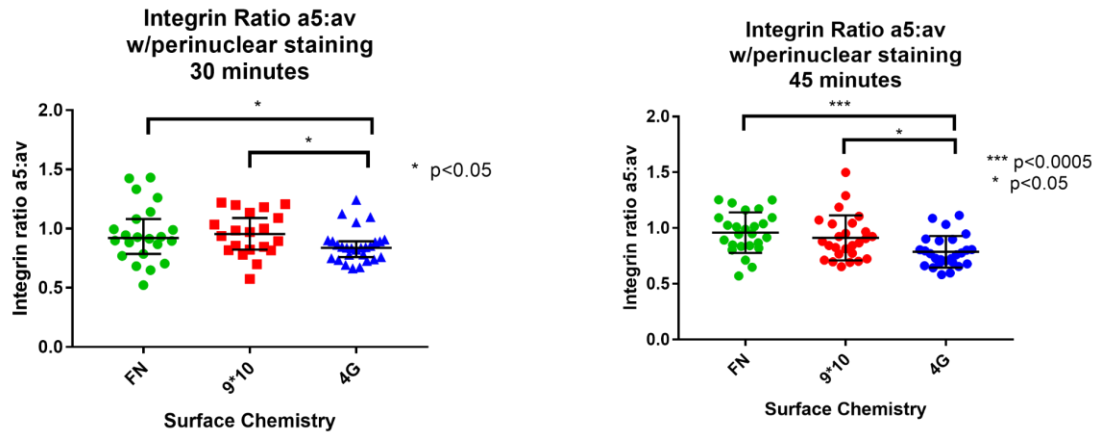 Integrin Ratio a5:av
w/perinuclear staining
30 minutes
*
*
* p<0.05
Integrin ratio a5:av
2.0
1.5
1.0
0.5
0.0
FN
9*10
4G
Surface Chemistry
Integrin Ratio a5:av
w/perinuclear staining
45 minutes
***
*
*** p<0.0005
* p<0.05
Integrin ratio a5:av
2.0
1.5
1.0
0.5
0.0
FN
9*10
4G
Surface Chemistry